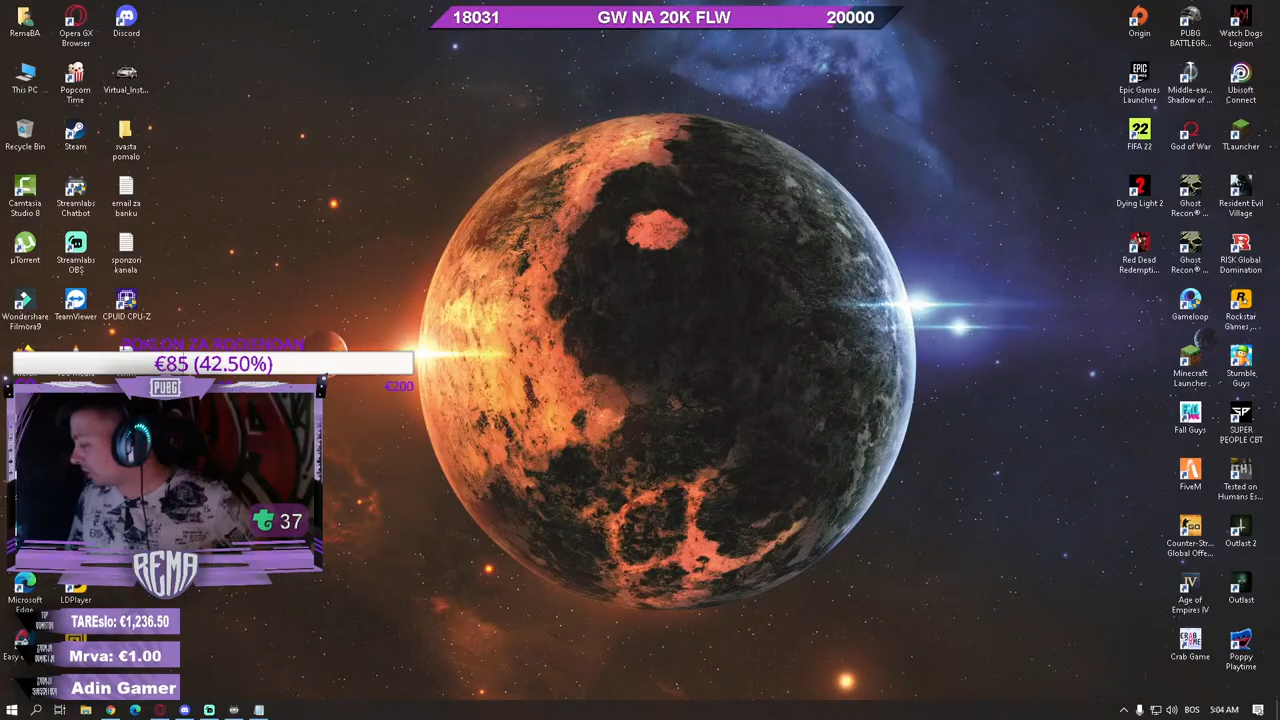 18031 GW NA 20K FLW 20000
RemaBA
Opera GX
Browser
Discord
This PC
Popcorn
Time
Virtual_Inst...
Recycle Bin
Steam
svasta
pomalo
Camtasia
Studio 8
Streamlabs
Chatbot
email za
banku
µTorrent
Streamlabs
OBS
sponzori
kanala
Wondershare
Filmora9
TeamViewer
CPUID CPU-Z
POKLON ZA RODJENDAN
€85 (42.50%)
€200
PUBG
37
REMA
Microsoft
Edge
LDPlayer
TAREslo: €1,236.50
Mrva: €1.00
Adin Gamer
Origin
PUBG
BATTLEGR...
Watch Dogs
Legion
Epic Games
Launcher
Middle-ear...
Shadow of ...
Ubisoft
Connect
FIFA 22
God of War
TLauncher
Dying Light 2
Ghost
Recon® ...
Resident Evil
Village
Red Dead
Redempti...
Ghost
Recon® ...
RISK Global
Domination
Gameloop
Rockstar
Games ...
Minecraft
Launcher
Stumble
Guys
Fall Guys
SUPER
PEOPLE CBT
FiveM
Tested on
Humans Es...
Counter-Str...
Global Offe...
Outlast 2
Age of
Empires IV
Outlast
Crab Game
Poppy
Playtime
BOS 5:04 AM